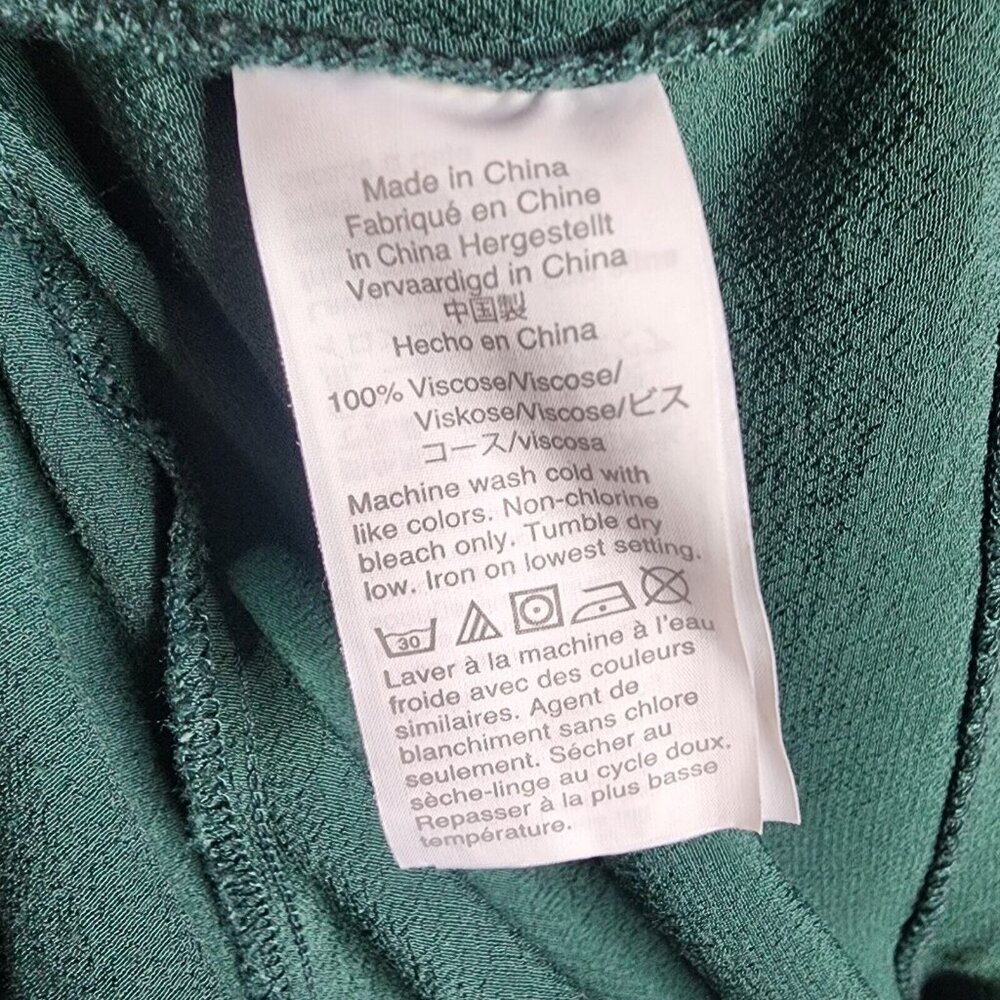 Made in China
Fabriqué en Chine
in China Hergestellt
Vervaardigd in China
中国製
Hecho en China
100% Viscose/Viscose/
Viskose/Viscose/ビス
コース/viscosa
Machine wash cold with
like colors. Non-chlorine
bleach only. Tumble dry
low. Iron on lowest setting.
30
Laver à la machine à l'eau
froide avec des couleurs
similaires. Agent de
blanchiment sans chlore
seulement. Sécher au
sèche-linge au cycle doux.
Repasser à la plus basse
température.